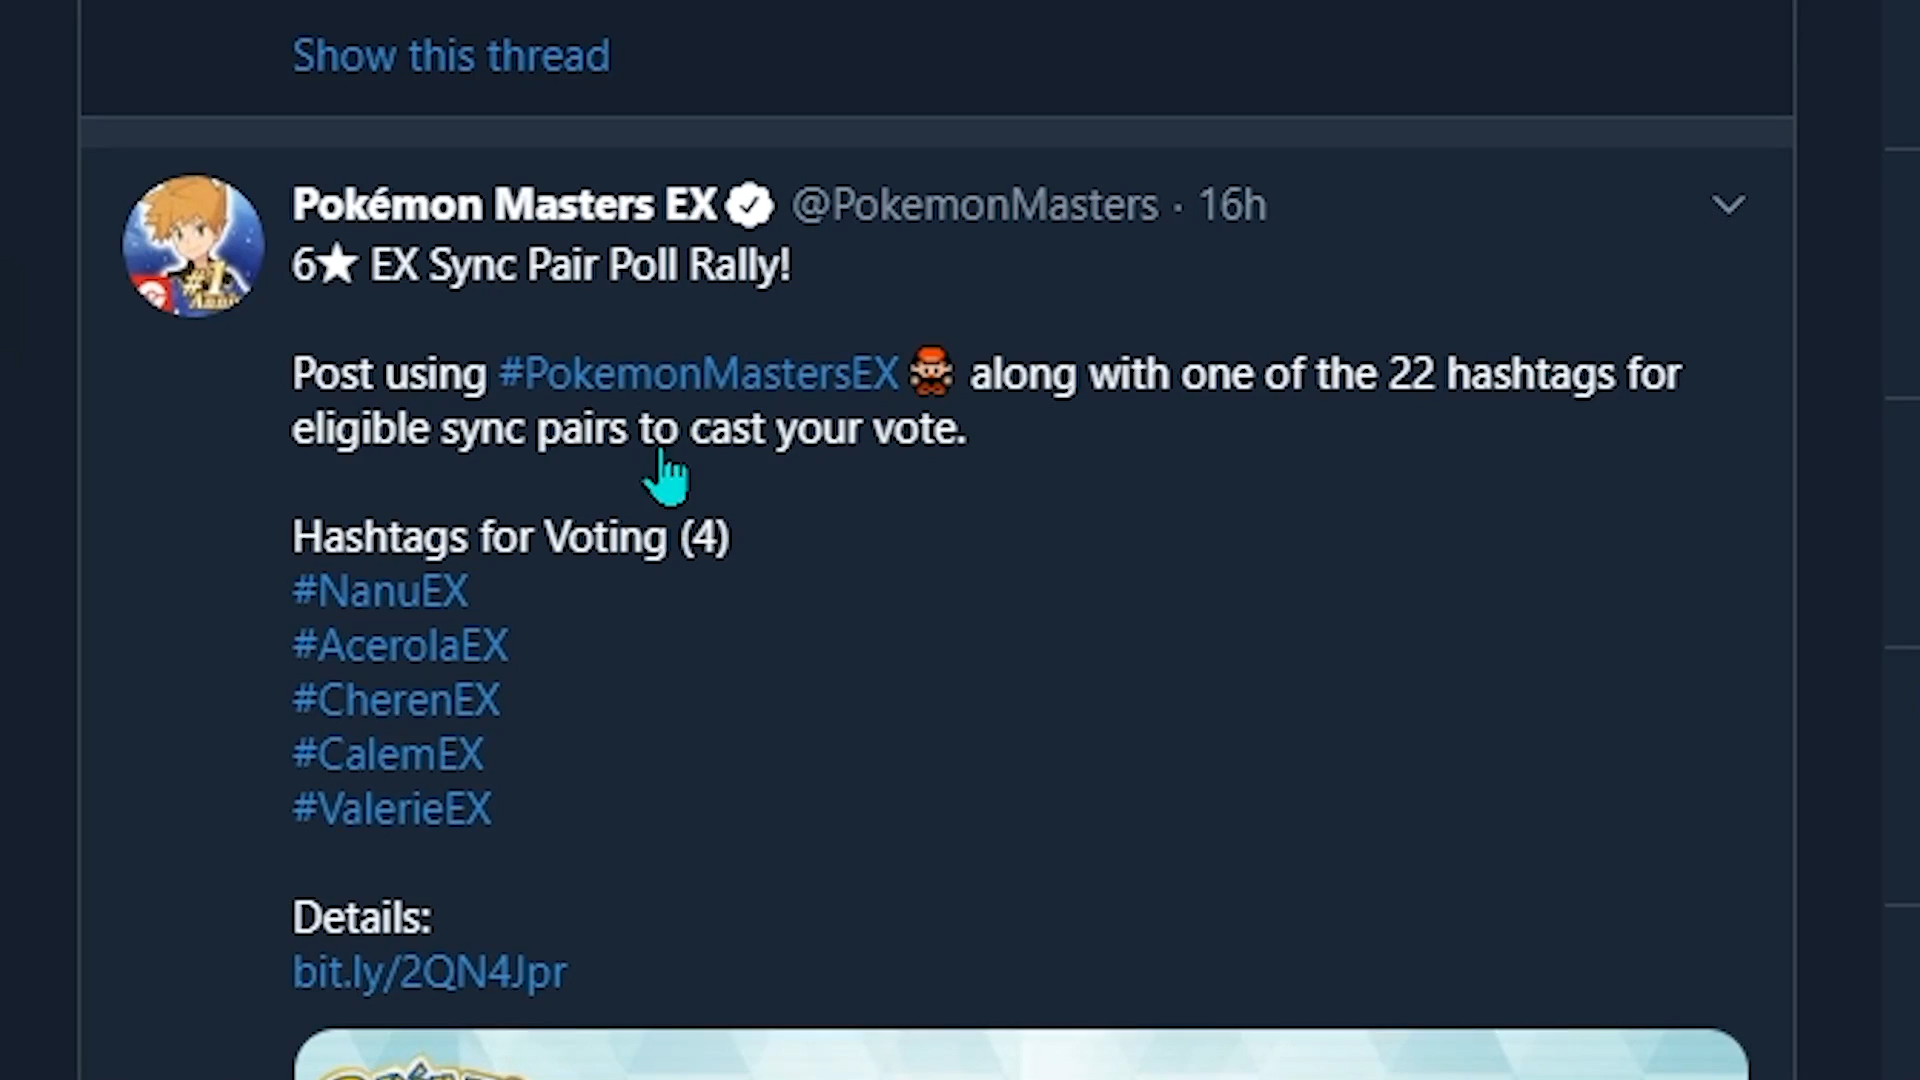 Show this thread
Pokémon Masters EX @PokemonMasters · 16h
6★ EX Sync Pair Poll Rally!
Post using #PokemonMastersEX along with one of the 22 hashtags for
eligible sync pairs to cast your vote.
Hashtags for Voting (4)
#NanuEX
#AcerolaEX
#CherenEX
#CalemEX
#ValerieEX
Details:
bit.ly/2QN4Jpr
#1
Anni